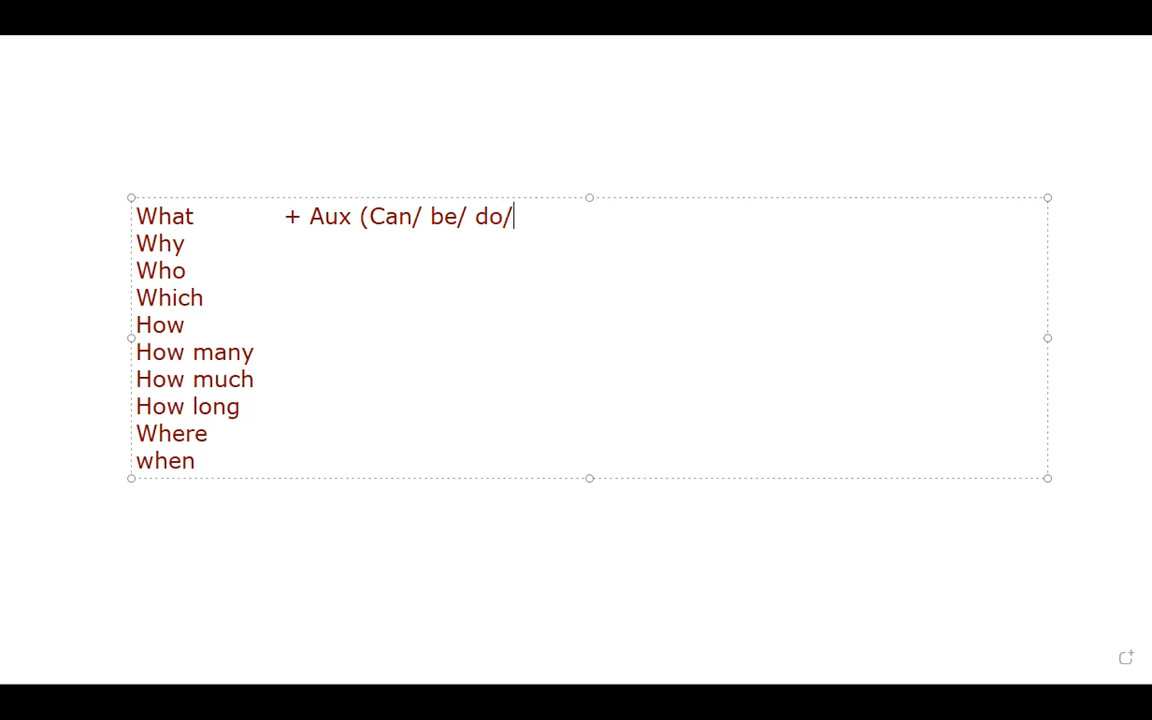 What + Aux (Can/ be/ do/
Why
Who
Which
How
How many
How much
How long
Where
when